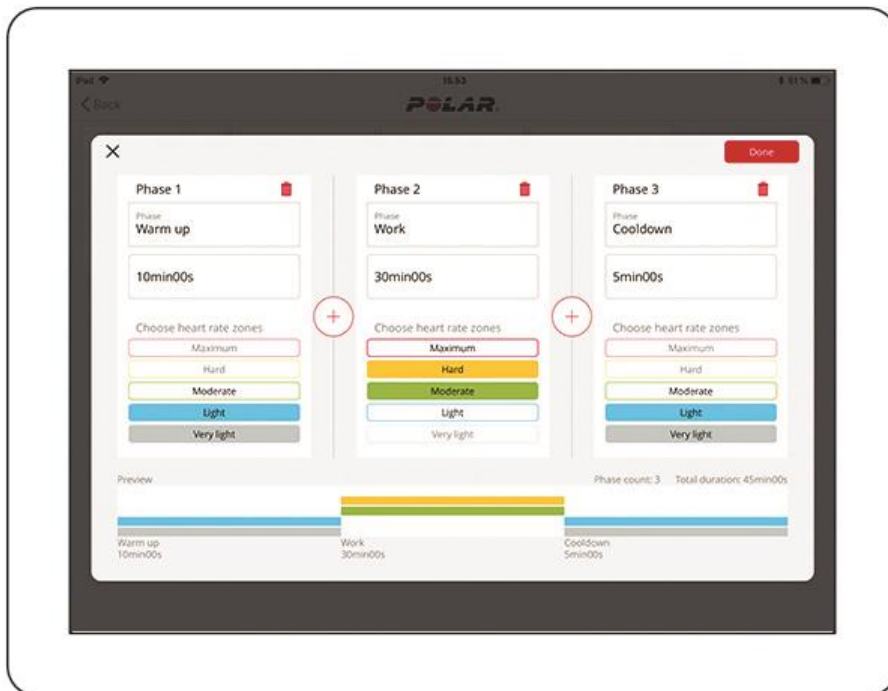 iPad 15.53 61%
Back
POLAR
Done
Phase 1
Phase
Warm up
10min00s
Choose heart rate zones
Maximum
Hard
Moderate
Light
Very light
Phase 2
Phase
Work
30min00s
Choose heart rate zones
Maximum
Hard
Moderate
Light
Very light
Phase 3
Phase
Cooldown
5min00s
Choose heart rate zones
Maximum
Hard
Moderate
Light
Very light
Preview
Phase count: 3 Total duration: 45min00s
Warm up
10min00s
Work
30min00s
Cooldown
5min00s